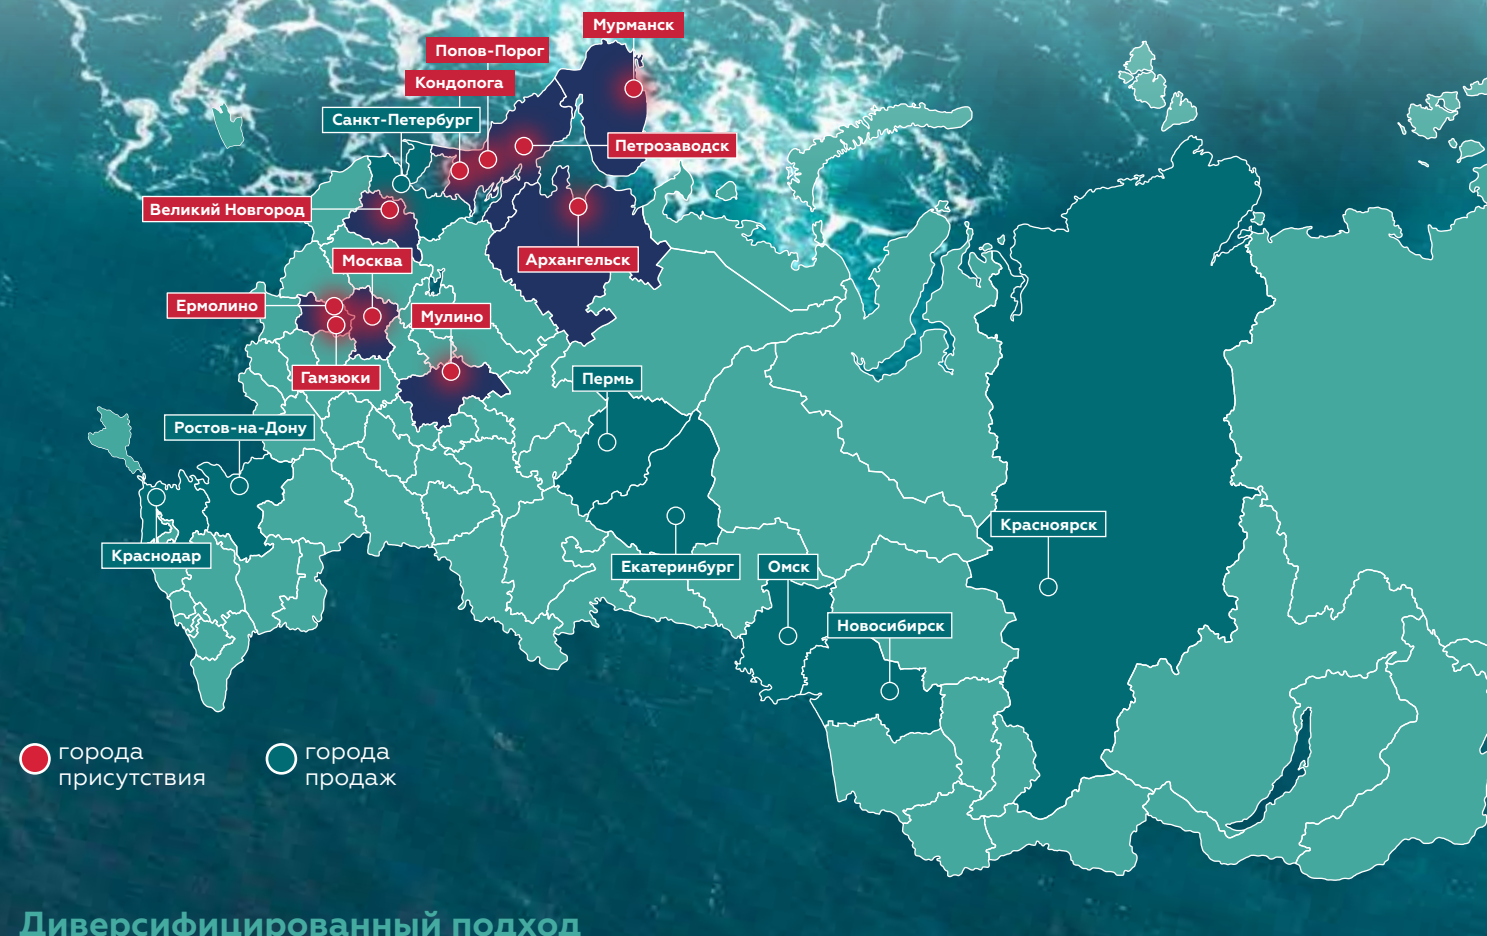 Мурманск
Попов-Порог
Кондопога
Санкт-Петербург
Петрозаводск
Великий Новгород
Москва
Архангельск
Ермолино
Мулино
Гамзюки
Пермь
Ростов-на-Дону
Красноярск
Краснодар
Екатеринбург
Омск
Новосибирск
города
присутствия
города
продаж
Диверсифицированный подход